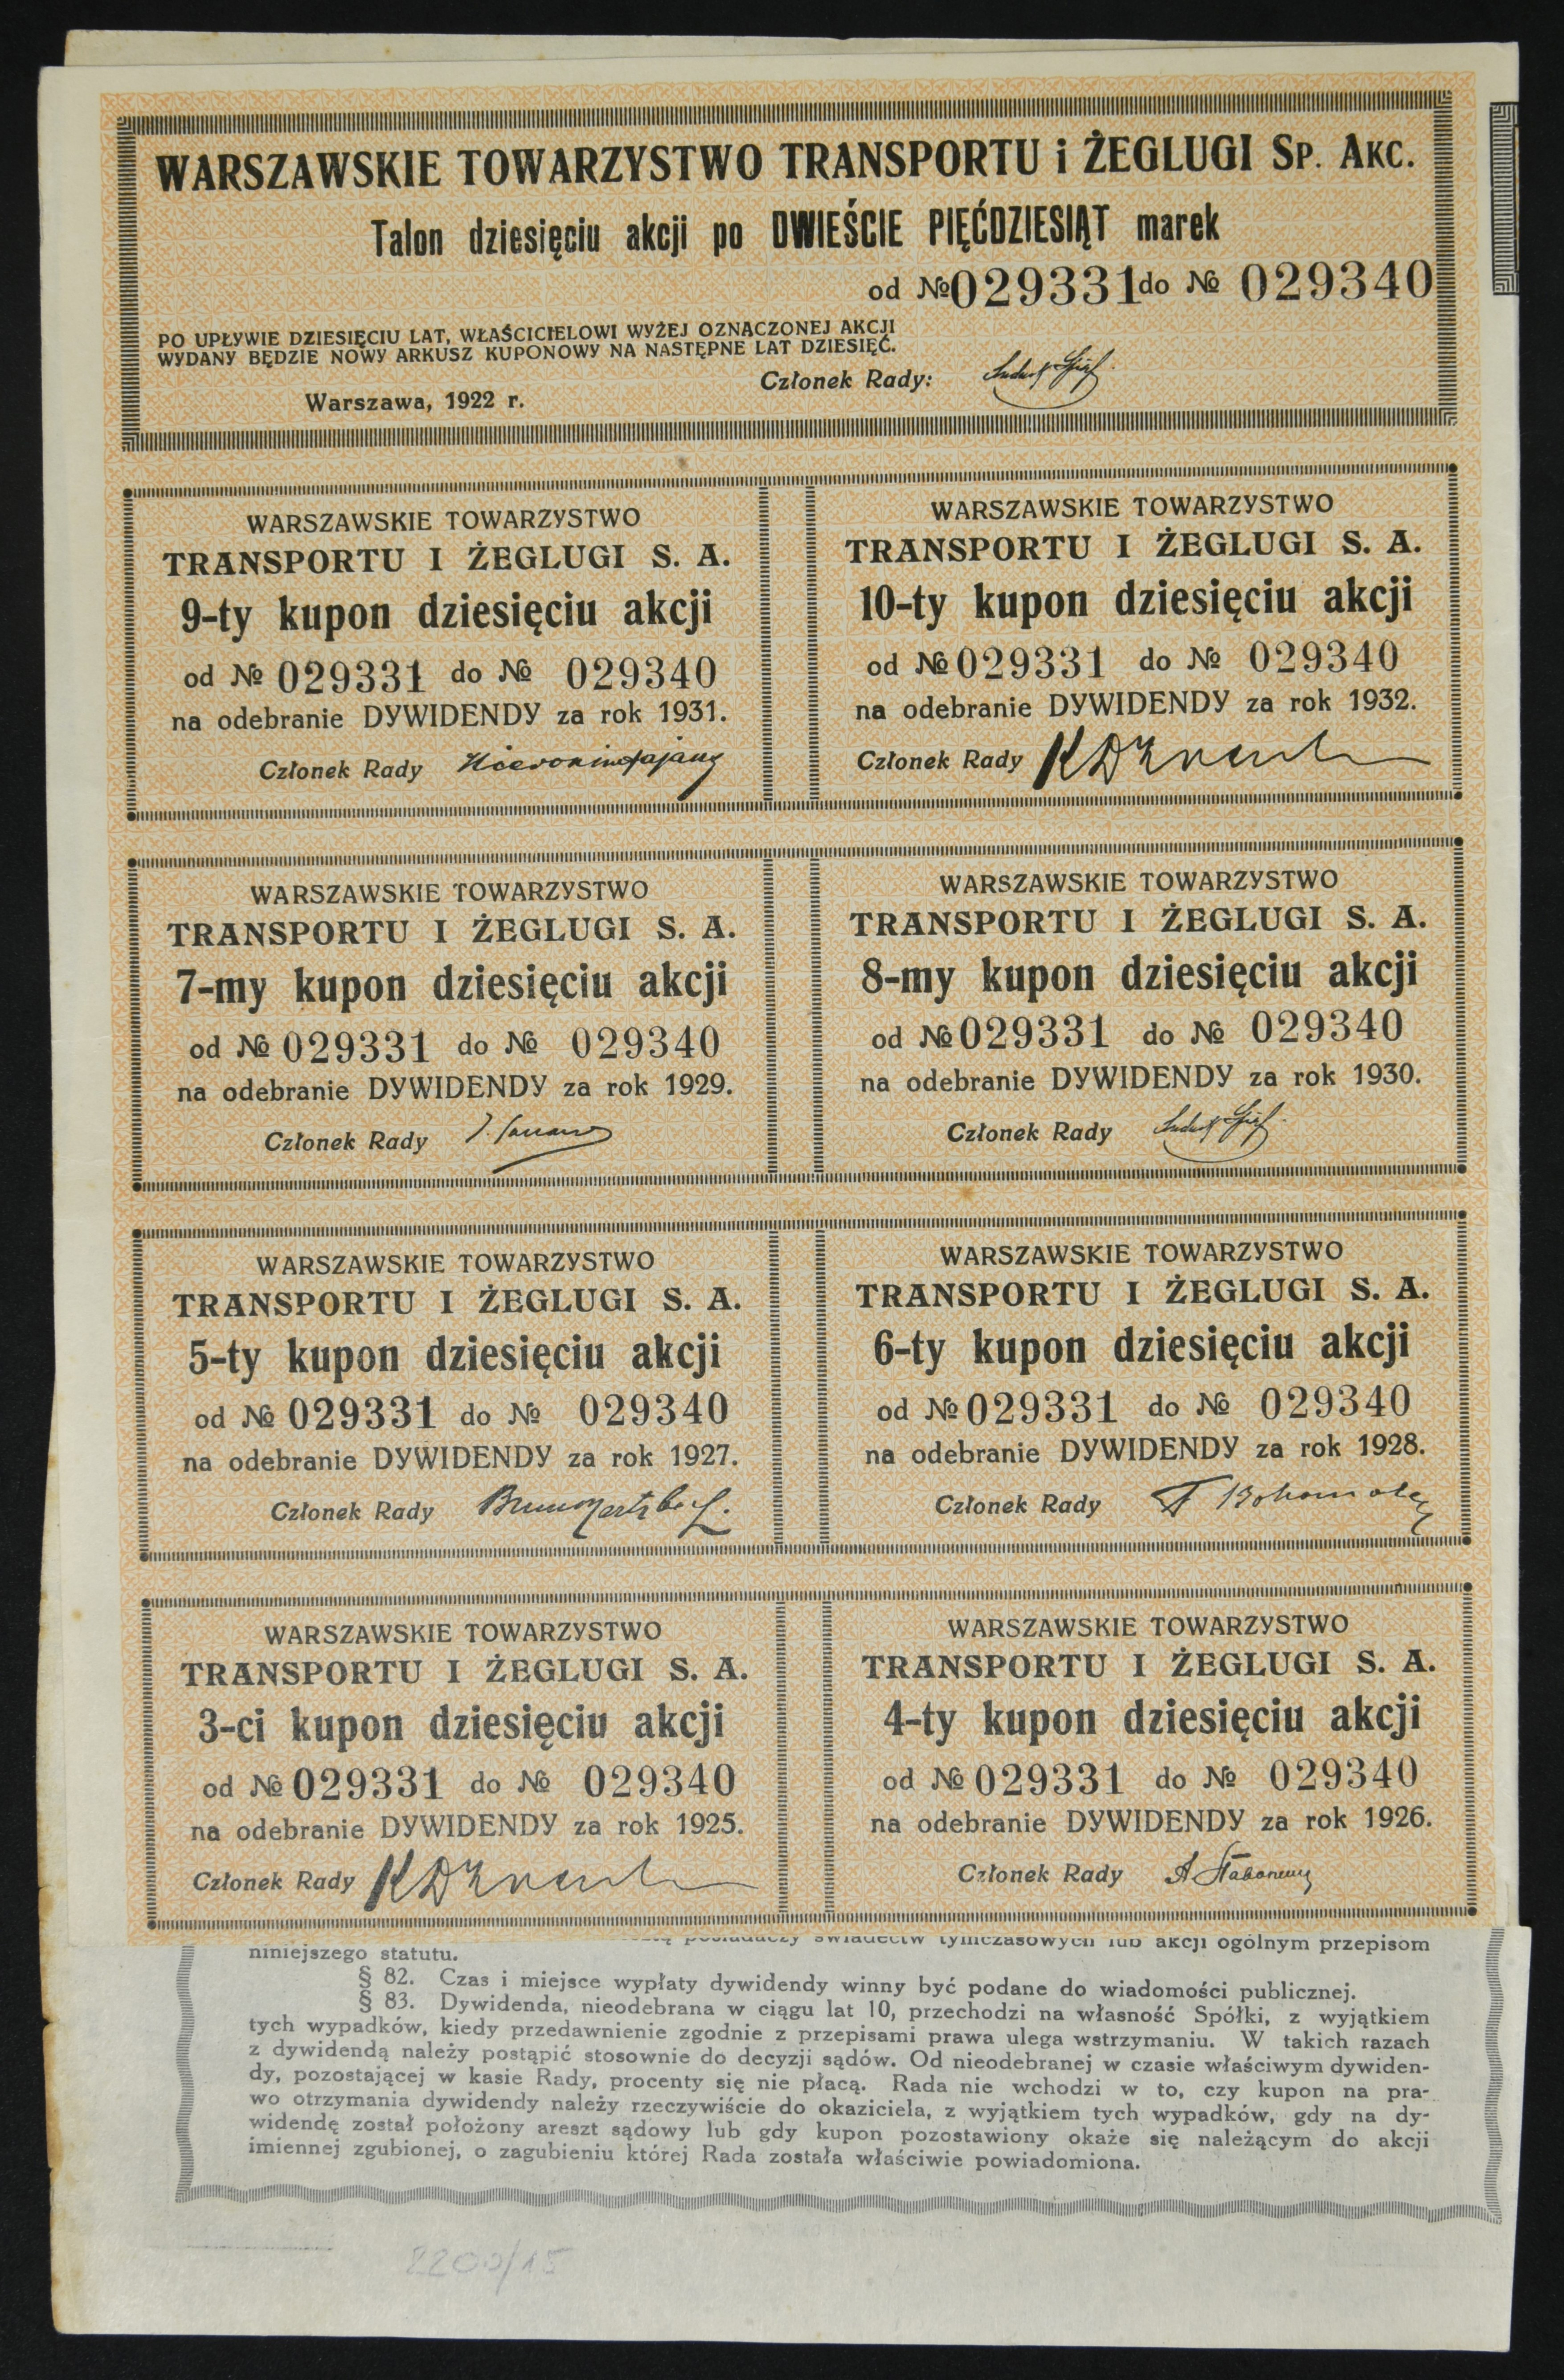 WARSZAWSKIE TOWARZYSTWO TRANSPORTU i ŻEGLUGI SP. AKC.
Talon dziesięciu akcji po DWIEŚCIE PIĘĆDZIESIĄT marek
od № 029331 do № 029340
PO UPŁYWIE DZIESIĘCIU LAT, WŁAŚCICIELOWI WYŻEJ OZNACZONEJ AKCJI
WYDANY BĘDZIE NOWY ARKUSZ KUPONOWY NA NASTĘPNE LAT DZIESIĘĆ.
Członek Rady:
Warszawa, 1922 r.
WARSZAWSKIE TOWARZYSTWO
TRANSPORTU I ŻEGLUGI S. A.
9-ty kupon dziesięciu akcji
od № 029331 do № 029340
na odebranie DYWIDENDY za rok 1931.
Członek Rady
WARSZAWSKIE TOWARZYSTWO
TRANSPORTU I ŻEGLUGI S. A.
10-ty kupon dziesięciu akcji
od № 029331 do № 029340
na odebranie DYWIDENDY za rok 1932.
Członek Rady
WARSZAWSKIE TOWARZYSTWO
TRANSPORTU I ŻEGLUGI S. A.
7-my kupon dziesięciu akcji
od № 029331 do № 029340
na odebranie DYWIDENDY za rok 1929.
Członek Rady
WARSZAWSKIE TOWARZYSTWO
TRANSPORTU I ŻEGLUGI S. A.
8-my kupon dziesięciu akcji
od № 029331 do № 029340
na odebranie DYWIDENDY za rok 1930.
Członek Rady
WARSZAWSKIE TOWARZYSTWO
TRANSPORTU I ŻEGLUGI S. A.
5-ty kupon dziesięciu akcji
od № 029331 do № 029340
na odebranie DYWIDENDY za rok 1927.
Członek Rady
WARSZAWSKIE TOWARZYSTWO
TRANSPORTU I ŻEGLUGI S. A.
6-ty kupon dziesięciu akcji
od № 029331 do № 029340
na odebranie DYWIDENDY za rok 1928.
Członek Rady
WARSZAWSKIE TOWARZYSTWO
TRANSPORTU I ŻEGLUGI S. A.
3-ci kupon dziesięciu akcji
od № 029331 do № 029340
na odebranie DYWIDENDY za rok 1925.
Członek Rady
WARSZAWSKIE TOWARZYSTWO
TRANSPORTU I ŻEGLUGI S. A.
4-ty kupon dziesięciu akcji
od № 029331 do № 029340
na odebranie DYWIDENDY za rok 1926.
Członek Rady
posiadaczy świadectw tymczasowych lub akcji ogólnym przepisom
niniejszego statutu.
§ 82. Czas i miejsce wypłaty dywidendy winny być podane do wiadomości publicznej.
§ 83. Dywidenda, nieodebrana w ciągu lat 10, przechodzi na własność Spółki, z wyjątkiem
tych wypadków, kiedy przedawnienie zgodnie z przepisami prawa ulega wstrzymaniu. W takich razach
z dywidendą należy postąpić stosownie do decyzji sądów. Od nieodebranej w czasie właściwym dywiden-
dy, pozostającej w kasie Rady, procenty się nie płacą. Rada nie wchodzi w to, czy kupon na pra-
wo otrzymania dywidendy należy rzeczywiście do okaziciela, z wyjątkiem tych wypadków, gdy na dy-
widendę został położony areszt sądowy lub gdy kupon pozostawiony okaże się należącym do akcji
imiennej zgubionej, o zagubieniu której Rada została właściwie powiadomiona.
2200/15